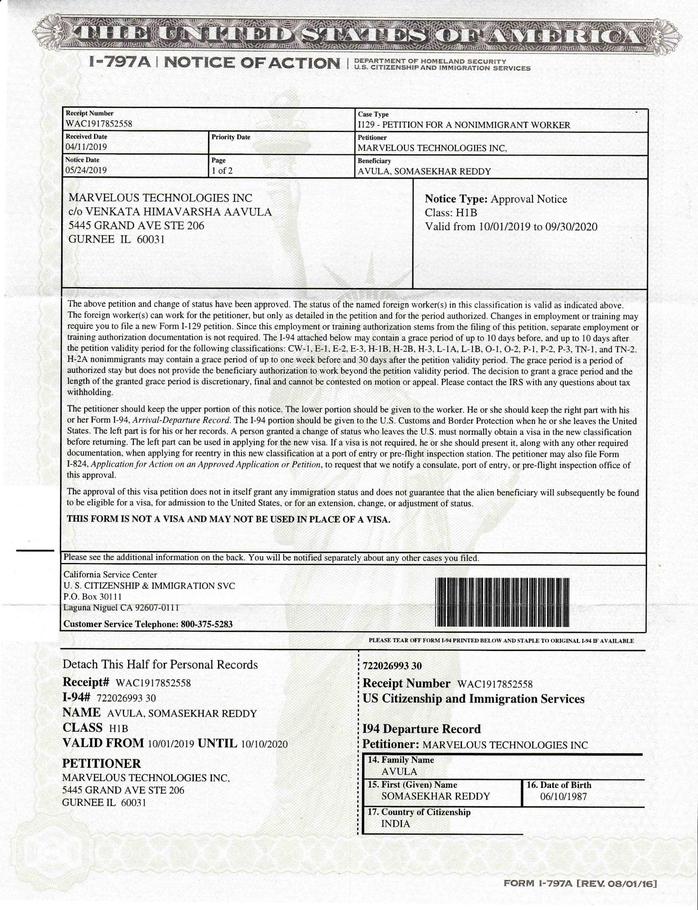 THE UNITED STATES OF AMERICA
I-797A | NOTICE OF ACTION | DEPARTMENT OF HOMELAND SECURITY
U.S. CITIZENSHIP AND IMMIGRATION SERVICES
Receipt Number
WAC1917852558
Case Type
I129 - PETITION FOR A NONIMMIGRANT WORKER
Received Date
04/11/2019
Priority Date
Petitioner
MARVELOUS TECHNOLOGIES INC,
Notice Date
05/24/2019
Page
1 of 2
Beneficiary
AVULA, SOMASEKHAR REDDY
MARVELOUS TECHNOLOGIES INC
c/o VENKATA HIMAVARSHA AAVULA
5445 GRAND AVE STE 206
GURNEE IL 60031
Notice Type: Approval Notice
Class: H1B
Valid from 10/01/2019 to 09/30/2020
The above petition and change of status have been approved. The status of the named foreign worker(s) in this classification is valid as indicated above.
The foreign worker(s) can work for the petitioner, but only as detailed in the petition and for the period authorized. Changes in employment or training may
require you to file a new Form I-129 petition. Since this employment or training authorization stems from the filing of this petition, separate employment or
training authorization documentation is not required. The I-94 attached below may contain a grace period of up to 10 days before, and up to 10 days after
the petition validity period for the following classifications: CW-1, E-1, E-2, E-3, H-1B, H-2B, H-3, L-1A, L-1B, O-1, O-2, P-1, P-2, P-3, TN-1, and TN-2.
H-2A nonimmigrants may contain a grace period of up to one week before and 30 days after the petition validity period. The grace period is a period of
authorized stay but does not provide the beneficiary authorization to work beyond the petition validity period. The decision to grant a grace period and the
length of the granted grace period is discretionary, final and cannot be contested on motion or appeal. Please contact the IRS with any questions about tax
withholding.
The petitioner should keep the upper portion of this notice. The lower portion should be given to the worker. He or she should keep the right part with his
or her Form I-94, Arrival-Departure Record. The I-94 portion should be given to the U.S. Customs and Border Protection when he or she leaves the United
States. The left part is for his or her records. A person granted a change of status who leaves the U.S. must normally obtain a visa in the new classification
before returning. The left part can be used in applying for the new visa. If a visa is not required, he or she should present it, along with any other required
documentation, when applying for reentry in this new classification at a port of entry or pre-flight inspection station. The petitioner may also file Form
I-824, Application for Action on an Approved Application or Petition, to request that we notify a consulate, port of entry, or pre-flight inspection office of
this approval.
The approval of this visa petition does not in itself grant any immigration status and does not guarantee that the alien beneficiary will subsequently be found
to be eligible for a visa, for admission to the United States, or for an extension, change, or adjustment of status.
THIS FORM IS NOT A VISA AND MAY NOT BE USED IN PLACE OF A VISA.
Please see the additional information on the back. You will be notified separately about any other cases you filed.
California Service Center
U. S. CITIZENSHIP & IMMIGRATION SVC
P.O. Box 30111
Laguna Niguel CA 92607-0111
Customer Service Telephone: 800-375-5283
PLEASE TEAR OFF FORM I-94 PRINTED BELOW AND STAPLE TO ORIGINAL I-94 IF AVAILABLE
Detach This Half for Personal Records
Receipt# WAC1917852558
I-94# 722026993 30
NAME AVULA, SOMASEKHAR REDDY
CLASS H1B
VALID FROM 10/01/2019 UNTIL 10/10/2020
PETITIONER
MARVELOUS TECHNOLOGIES INC,
5445 GRAND AVE STE 206
GURNEE IL 60031
722026993 30
Receipt Number WAC1917852558
US Citizenship and Immigration Services
I94 Departure Record
Petitioner: MARVELOUS TECHNOLOGIES INC
14. Family Name
AVULA
15. First (Given) Name
SOMASEKHAR REDDY
16. Date of Birth
06/10/1987
17. Country of Citizenship
INDIA
FORM I-797A [REV. 08/01/16]